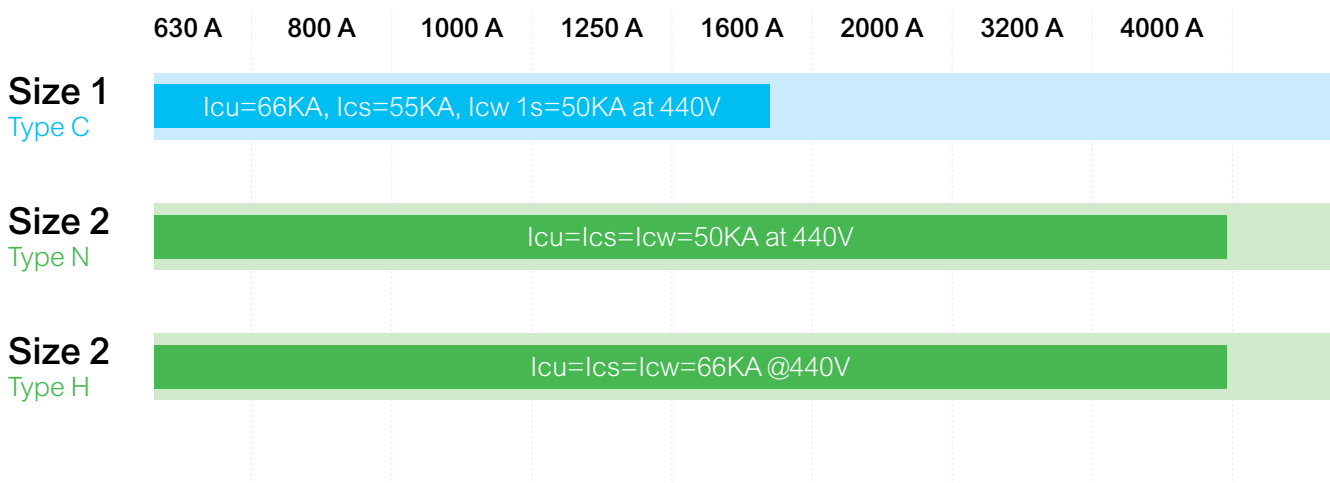 630 A 800 A 1000 A 1250 A 1600 A 2000 A 3200 A 4000 A
Size 1
Type C
Icu=66KA, Ics=55KA, Icw 1s=50KA at 440V
Size 2
Type N
Icu=Ics=Icw=50KA at 440V
Size 2
Type H
Icu=Ics=Icw=66KA @440V